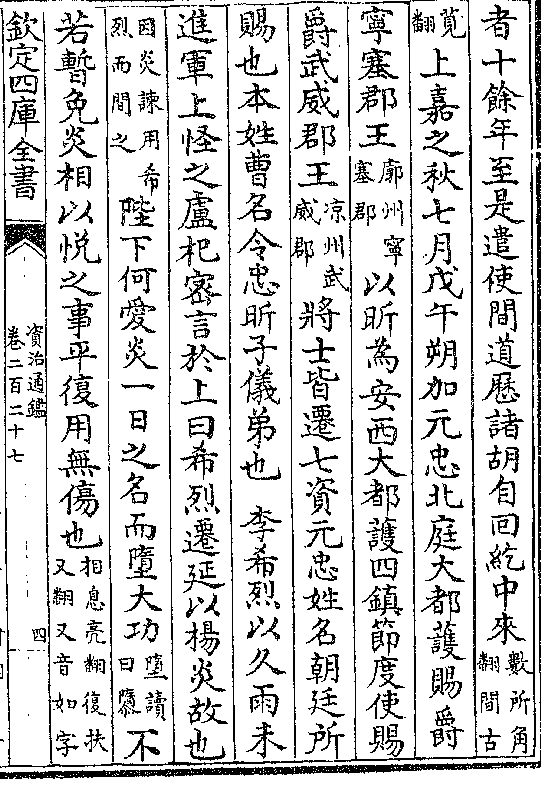 者十餘年至是遣使間道歷諸胡自回紇中來數所角翻間古
莧翻上嘉之秋七月戊午朔加元忠北庭大都護賜爵
寧塞郡王廓州寧塞郡以昕為安西大都護四鎮節度使賜
爵武威郡王凉州武威郡將士皆遷七資元忠姓名朝廷所
賜也本姓曹名令忠昕子儀弟也 李希烈以久雨未
進軍上怪之盧𣏌密言於上曰希烈遷延以楊炎故也
因炎諫用希烈而間之陛下何愛炎一日之名而墮大功墮讀曰隳不
若暫免炎相以悦之事平復用無傷也相息亮翻復扶又翻又音如字
欽定四庫全書
資治通鑑
卷二百二十七
四